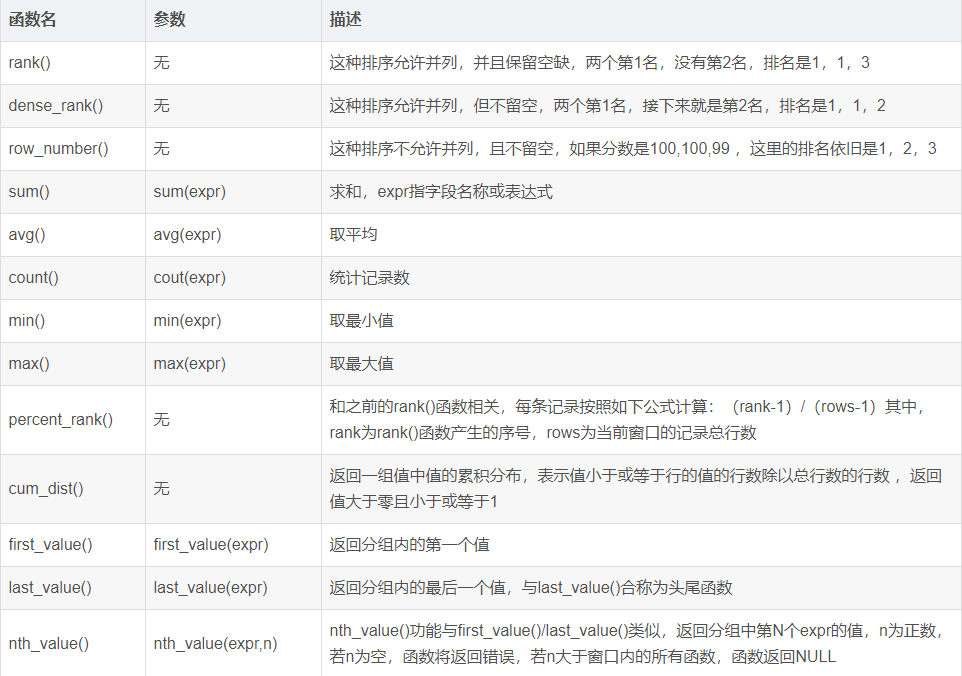 函数名 参数 描述
rank() 无 这种排序允许并列，并且保留空缺，两个第1名，没有第2名，排名是1，1，3
dense_rank() 无 这种排序允许并列，但不留空，两个第1名，接下来就是第2名，排名是1，1，2
row_number() 无 这种排序不允许并列，且不留空，如果分数是100,100,99 ，这里的排名依旧是1，2，3
sum() sum(expr) 求和，expr指字段名称或表达式
avg() avg(expr) 取平均
count() cout(expr) 统计记录数
min() min(expr) 取最小值
max() max(expr) 取最大值
percent_rank() 无 和之前的rank()函数相关，每条记录按照如下公式计算：（rank-1）/（rows-1）其中，
rank为rank()函数产生的序号，rows为当前窗口的记录总行数
cum_dist() 无 返回一组值中值的累积分布，表示值小于或等于行的值的行数除以总行数的行数 ，返回
值大于零且小于或等于1
first_value() first_value(expr) 返回分组内的第一个值
last_value() last_value(expr) 返回分组内的最后一个值，与last_value()合称为头尾函数
nth_value() nth_value(expr,n) nth_value()功能与first_value()/last_value()类似，返回分组中第N个expr的值，n为正数，
若n为空，函数将返回错误，若n大于窗口内的所有函数，函数返回NULL